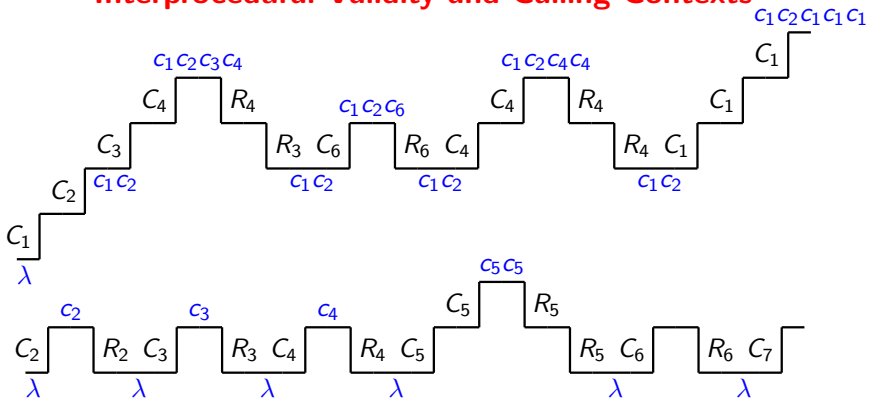 Interprocedural Validity and Calling Contexts
c₁c₂c₁c₁c₁
c₁c₂c₃c₄ c₁c₂c₄c₄ C₁
C₄ R₄ c₁c₂c₆ C₄ R₄ C₁
C₃ R₃ C₆ R₆ C₄ R₄ C₁
c₁c₂ c₁c₂ c₁c₂ c₁c₂
C₂
C₁
λ
c₅c₅
c₂ c₃ c₄ C₅ R₅
C₂ R₂ C₃ R₃ C₄ R₄ C₅ R₅ C₆ R₆ C₇
λ λ λ λ λ λ